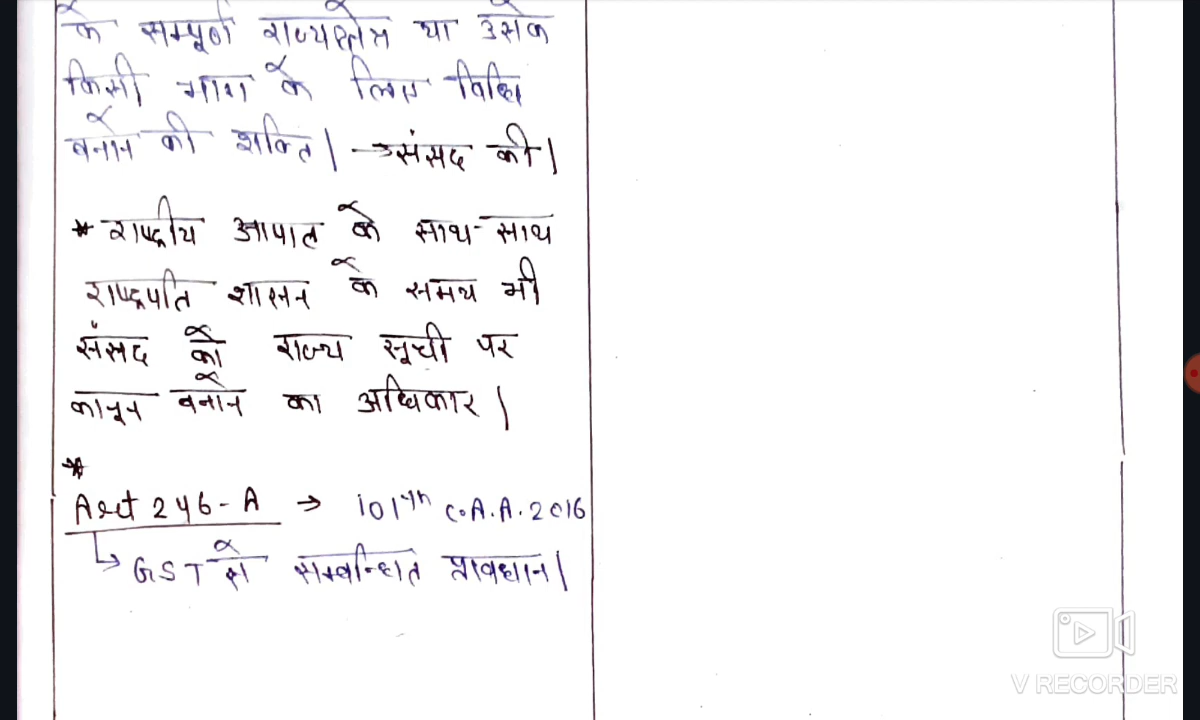 के सम्पूर्ण राज्यक्षेत्र या उसके
किसी भाग के लिए विधि
बनाने की शक्ति। → संसद की।
* राष्ट्रीय आपात के साथ-साथ
राष्ट्रपति शासन के समय भी
संसद को राज्य सूची पर
कानून बनाने का अधिकार।
*
Art 246-A → 101th C.A.A. 2016
↳ GST से सम्बन्धित प्रावधान।
V RECORDER